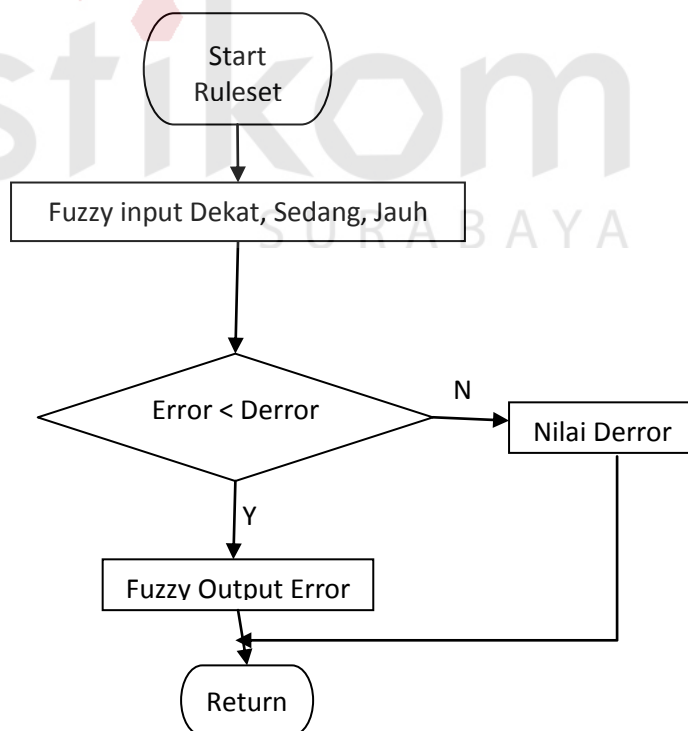 stikom
SURABAYA
Start
Ruleset
Fuzzy input Dekat, Sedang, Jauh
Error < Derror
N
Nilai Derror
Y
Fuzzy Output Error
Return